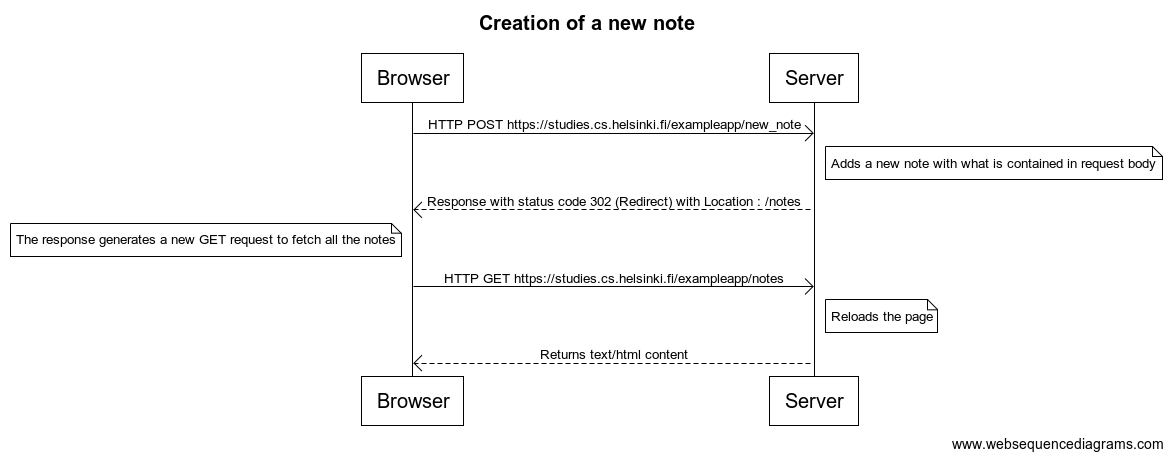 Creation of a new note
Browser
Server
HTTP POST https://studies.cs.helsinki.fi/exampleapp/new_note
Adds a new note with what is contained in request body
Response with status code 302 (Redirect) with Location : /notes
The response generates a new GET request to fetch all the notes
HTTP GET https://studies.cs.helsinki.fi/exampleapp/notes
Reloads the page
Returns text/html content
Browser
Server
www.websequencediagrams.com